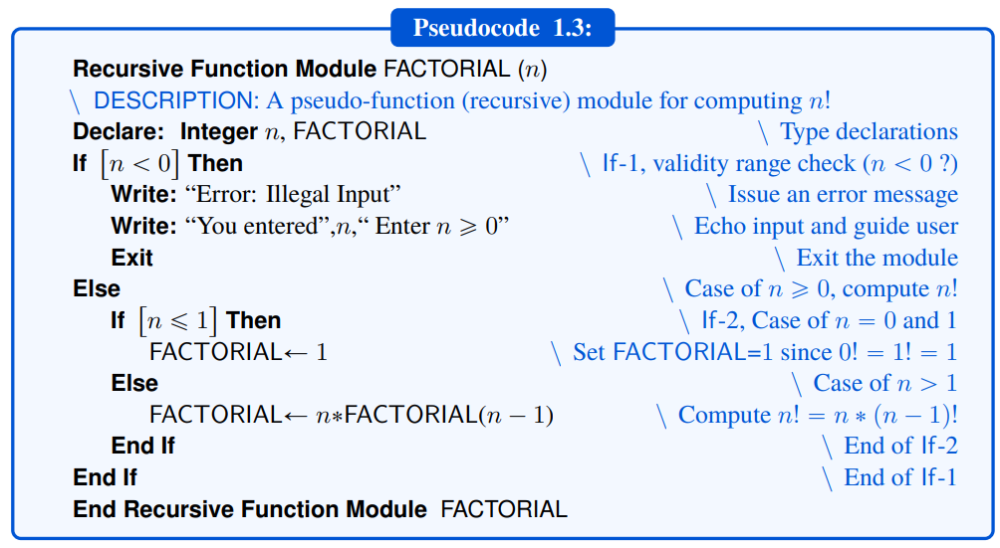 Pseudocode 1.3:
Recursive Function Module FACTORIAL (n)
\ DESCRIPTION: A pseudo-function (recursive) module for computing n!
Declare: Integer n, FACTORIAL \ Type declarations
If [n < 0] Then \ If-1, validity range check (n < 0 ?)
Write: “Error: Illegal Input” \ Issue an error message
Write: “You entered”,n,“ Enter n ⩾ 0” \ Echo input and guide user
Exit \ Exit the module
Else \ Case of n ⩾ 0, compute n!
If [n ⩽ 1] Then \ If-2, Case of n = 0 and 1
FACTORIAL← 1 \ Set FACTORIAL=1 since 0! = 1! = 1
Else \ Case of n > 1
FACTORIAL← n∗FACTORIAL(n − 1) \ Compute n! = n ∗ (n − 1)!
End If \ End of If-2
End If \ End of If-1
End Recursive Function Module FACTORIAL